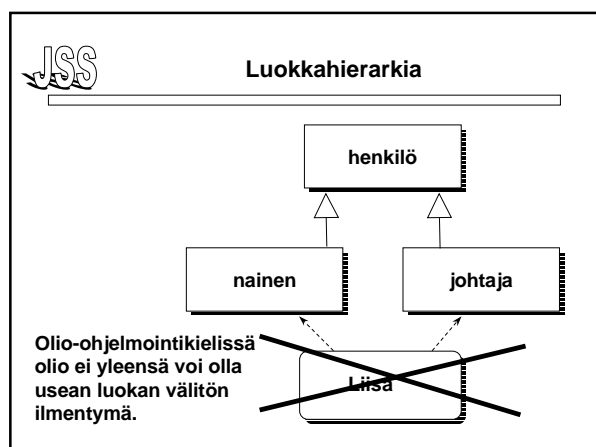 JSS
Luokkahierarkia
henkilö
nainen
johtaja
Olio-ohjelmointikielissä
olio ei yleensä voi olla
usean luokan välitön
ilmentymä.
Liisa